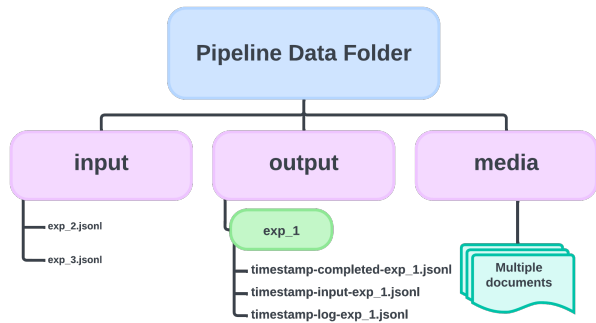 Pipeline Data Folder
input
output
media
exp_2.jsonl
exp_3.jsonl
exp_1
timestamp-completed-exp_1.jsonl
timestamp-input-exp_1.jsonl
timestamp-log-exp_1.jsonl
Multiple
documents